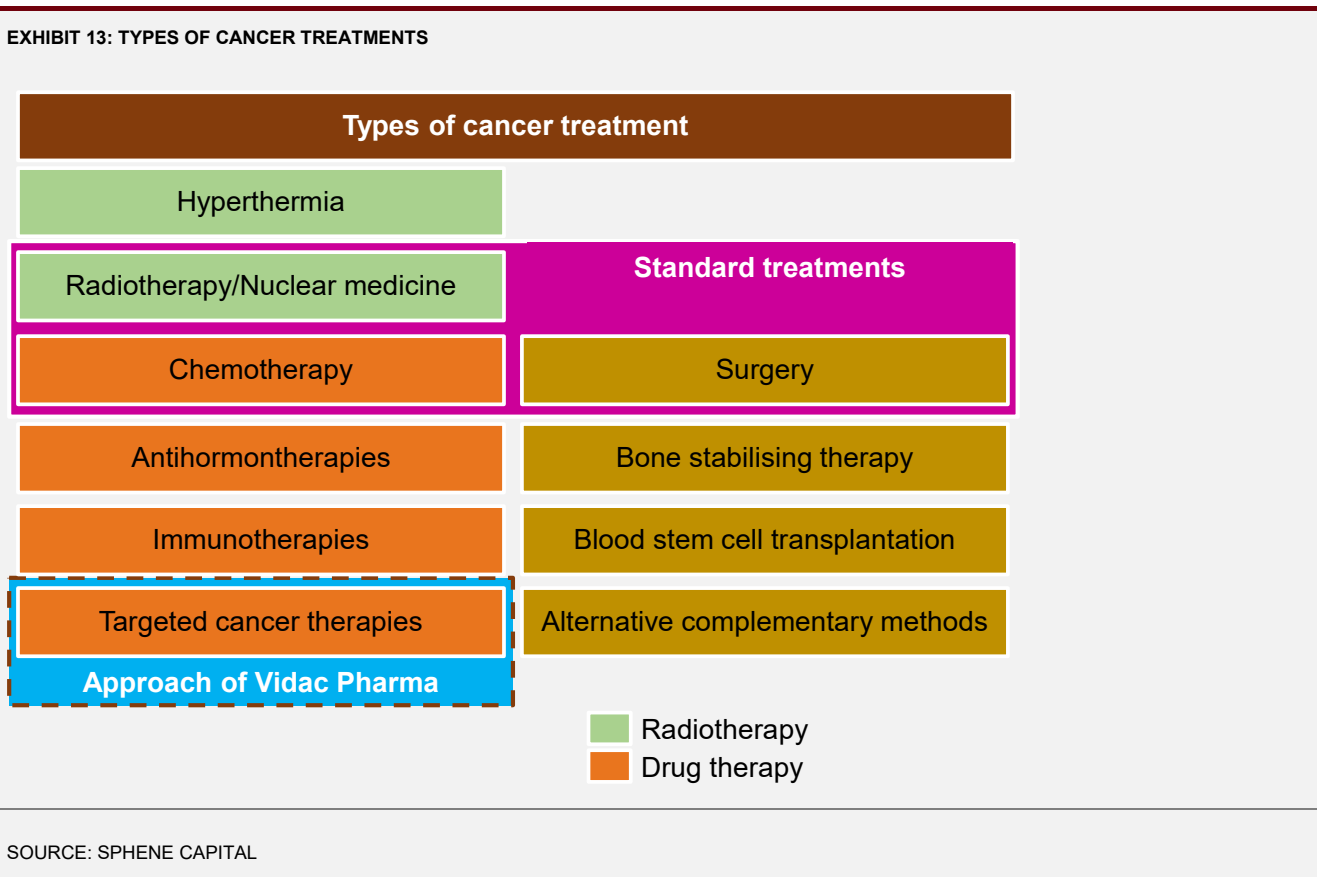 EXHIBIT 13: TYPES OF CANCER TREATMENTS
Types of cancer treatment
Hyperthermia
Radiotherapy/Nuclear medicine
Standard treatments
Chemotherapy
Surgery
Antihormontherapies
Bone stabilising therapy
Immunotherapies
Blood stem cell transplantation
Targeted cancer therapies
Alternative complementary methods
Approach of Vidac Pharma
Radiotherapy
Drug therapy
SOURCE: SPHENE CAPITAL